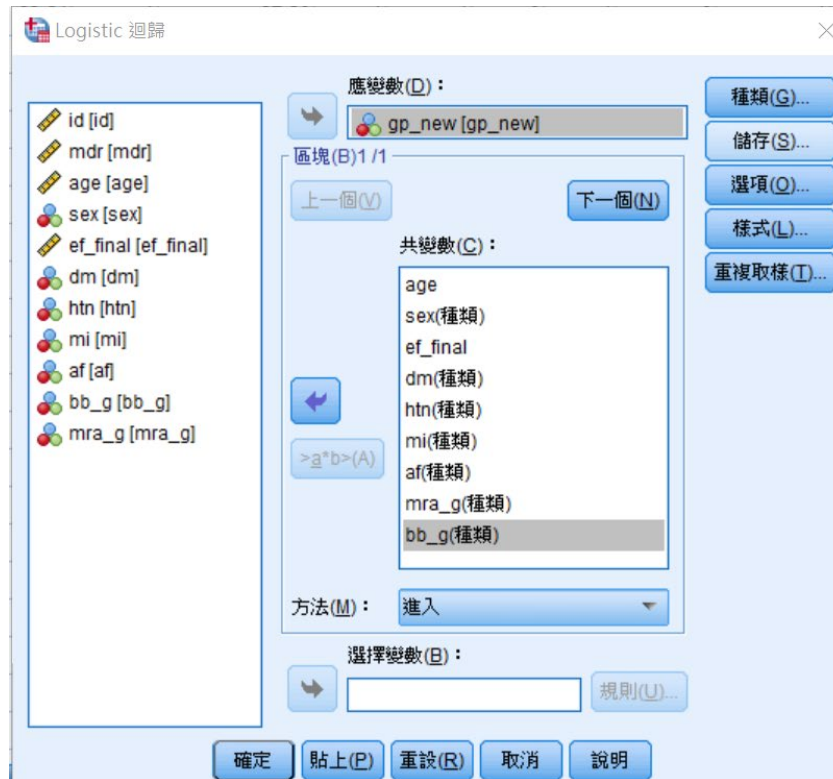 Logistic 迴歸
應變數(D)：
gp_new [gp_new]
id [id]
mdr [mdr]
age [age]
sex [sex]
ef_final [ef_final]
dm [dm]
htn [htn]
mi [mi]
af [af]
bb_g [bb_g]
mra_g [mra_g]
區塊(B)1 /1
上一個(V)
下一個(N)
共變數(C)：
age
sex(種類)
ef_final
dm(種類)
htn(種類)
mi(種類)
af(種類)
mra_g(種類)
bb_g(種類)
>a*b>(A)
方法(M)：
進入
選擇變數(B)：
規則(U)...
種類(G)...
儲存(S)...
選項(O)...
樣式(L)...
重複取樣(T)...
確定
貼上(P)
重設(R)
取消
說明